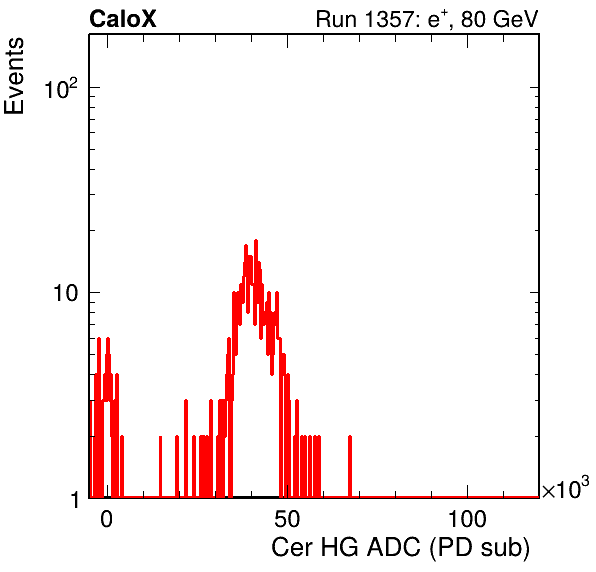 CaloX Run 1357: e⁺, 80 GeV
Events
10²
10
1
0 50 100 ×10³
Cer HG ADC (PD sub)